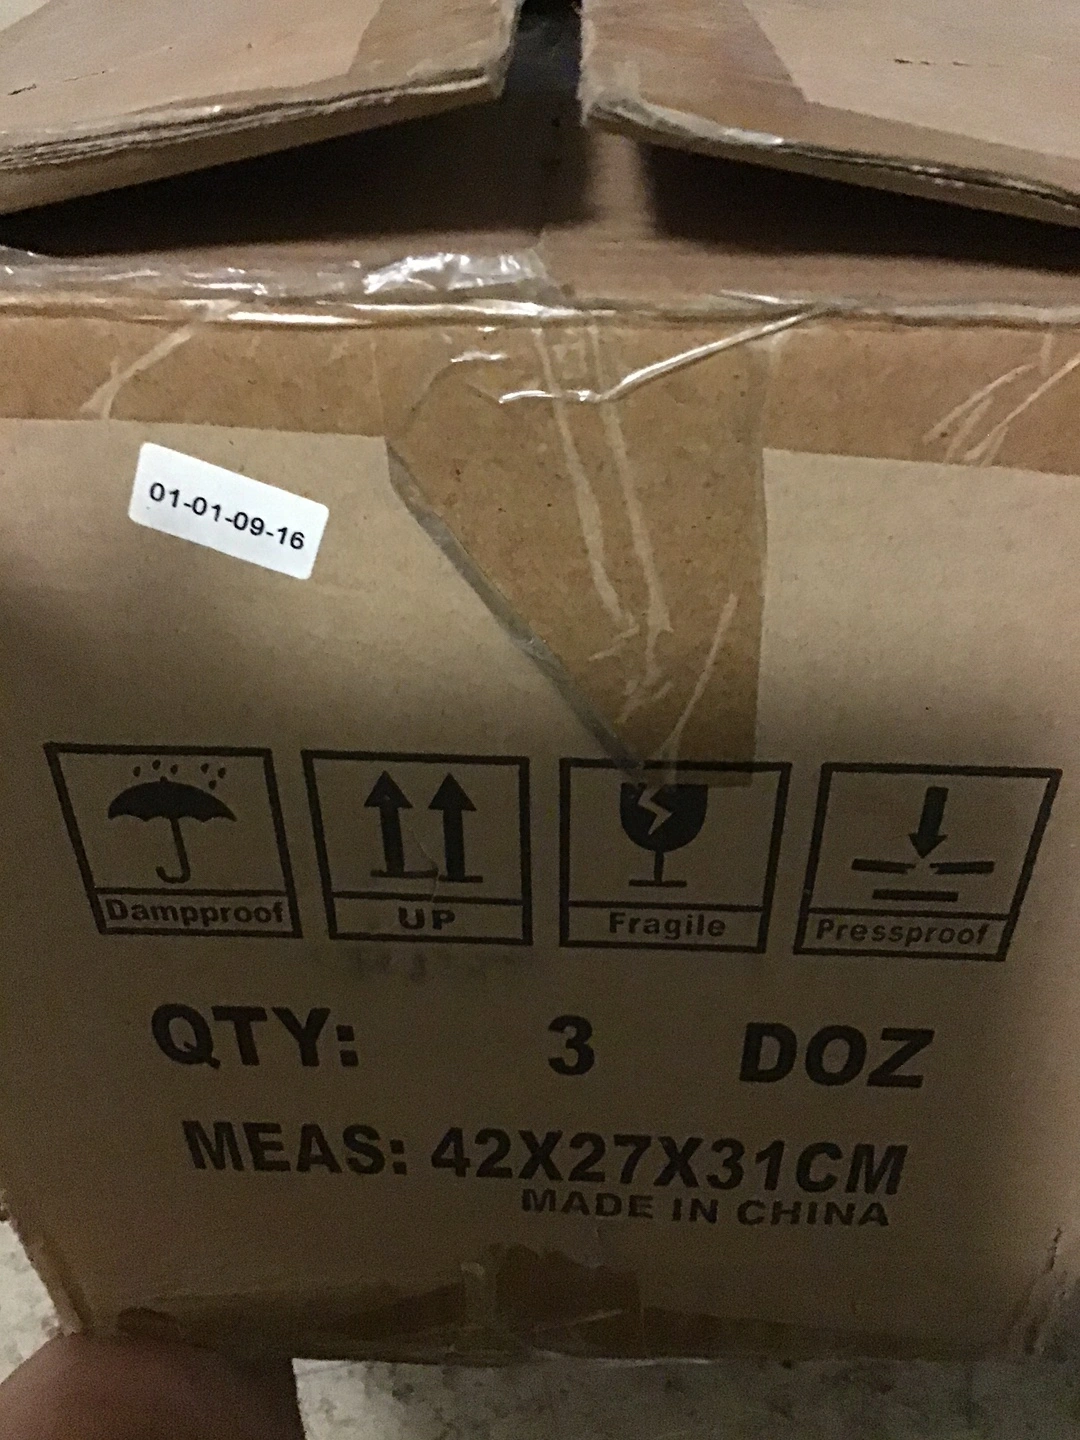 01-01-09-16
Dampproof
UP
Fragile
Pressproof
QTY: 3 DOZ
MEAS: 42X27X31CM
MADE IN CHINA